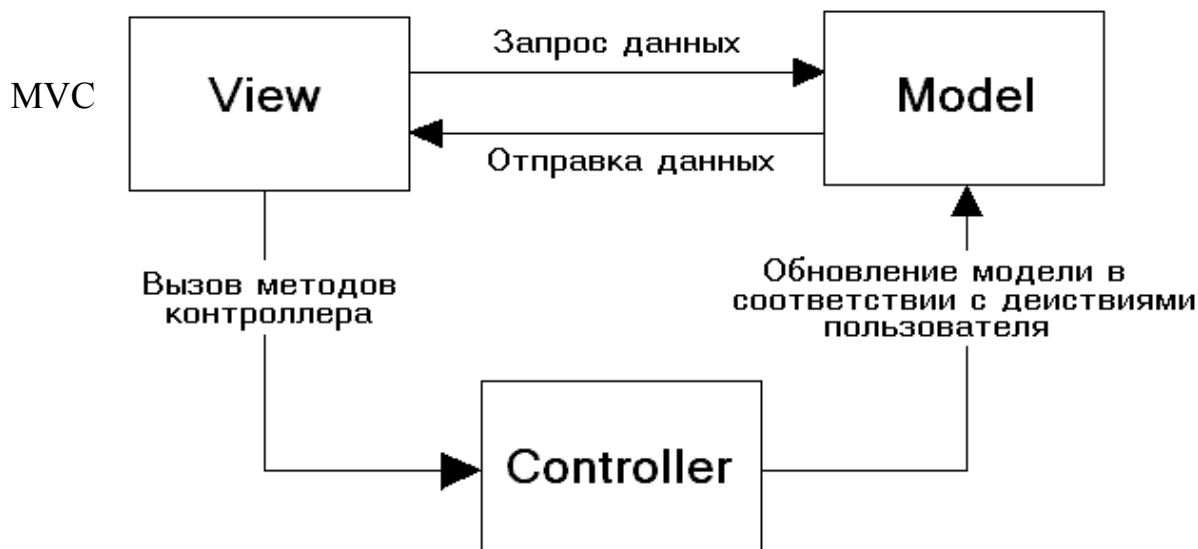 Запрос данных
MVC
View
Model
Отправка данных
Вызов методов
контроллера
Обновление модели в
соответствии с деиствиями
пользователя
Controller